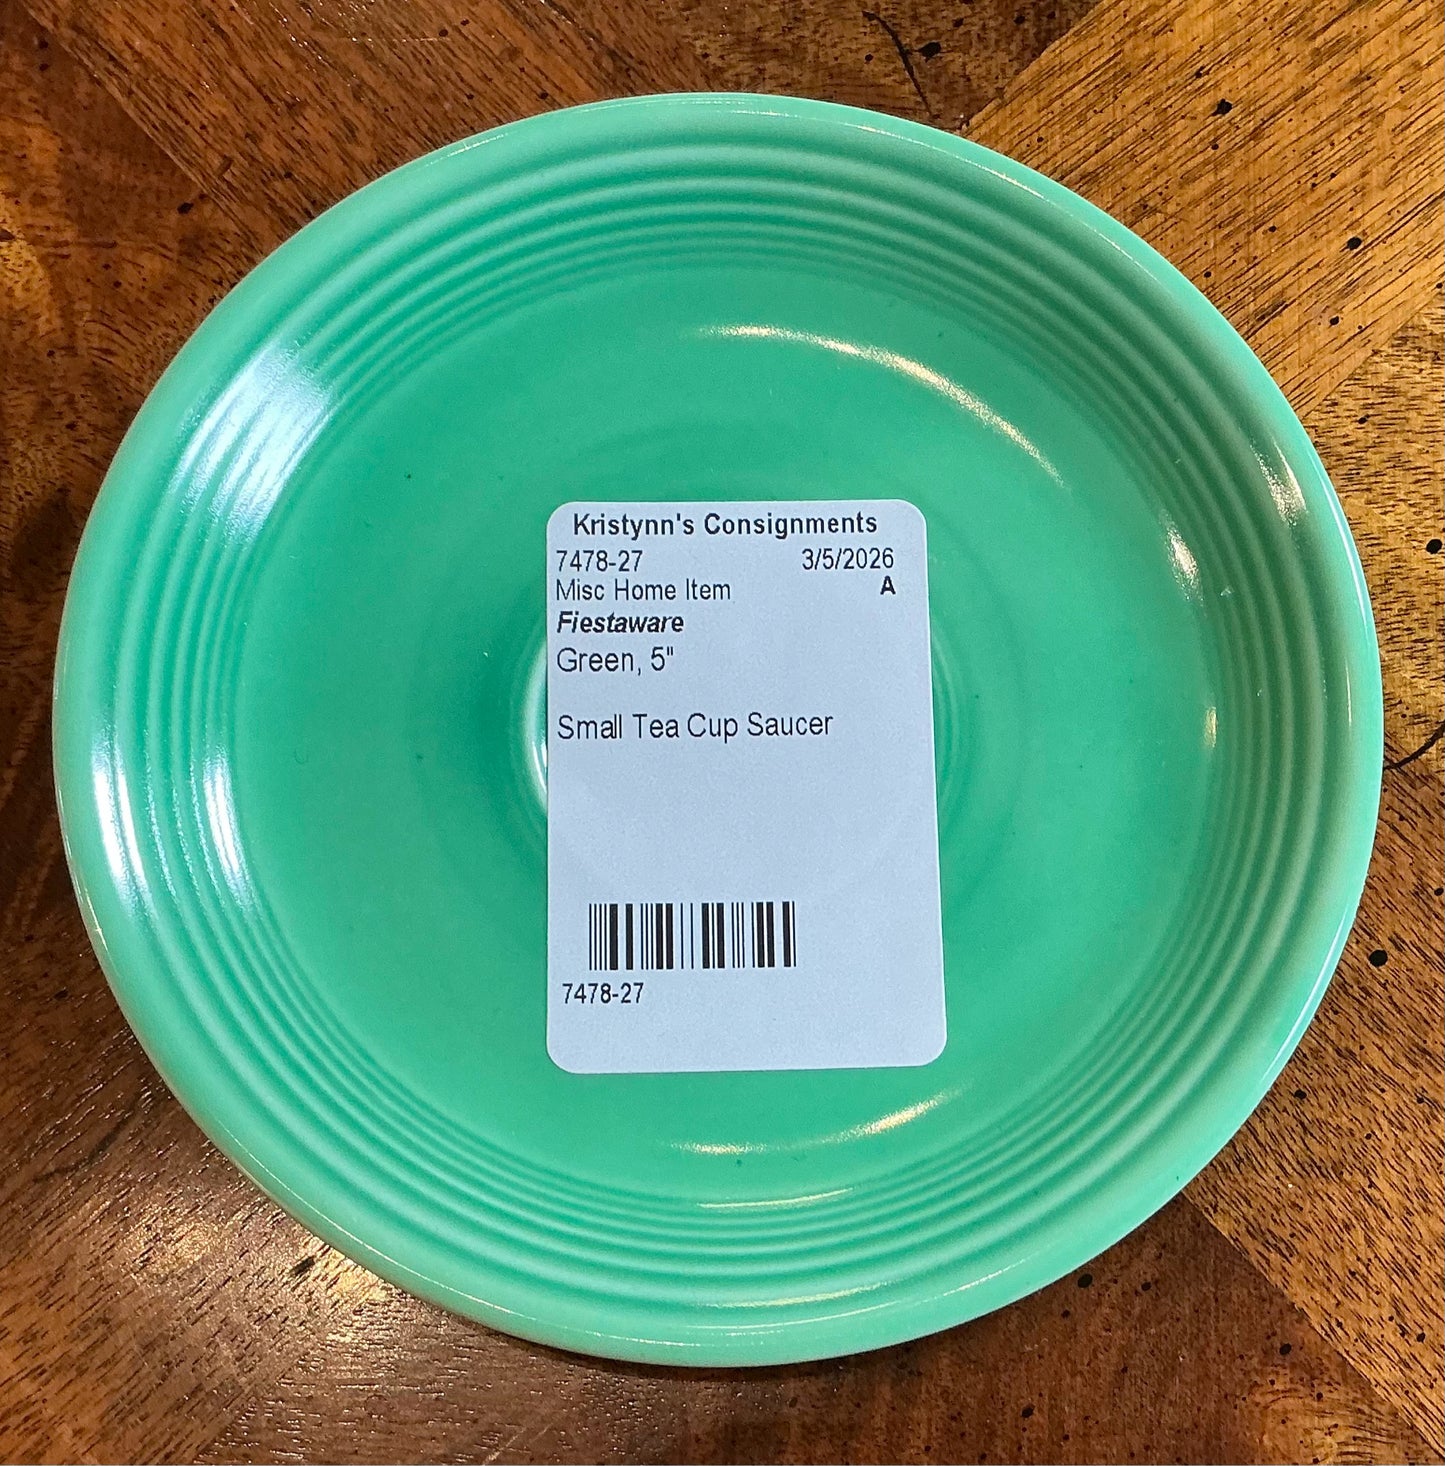 Kristynn's Consignments
7478-27 3/5/2026
Misc Home Item A
Fiestaware
Green, 5"
Small Tea Cup Saucer
7478-27